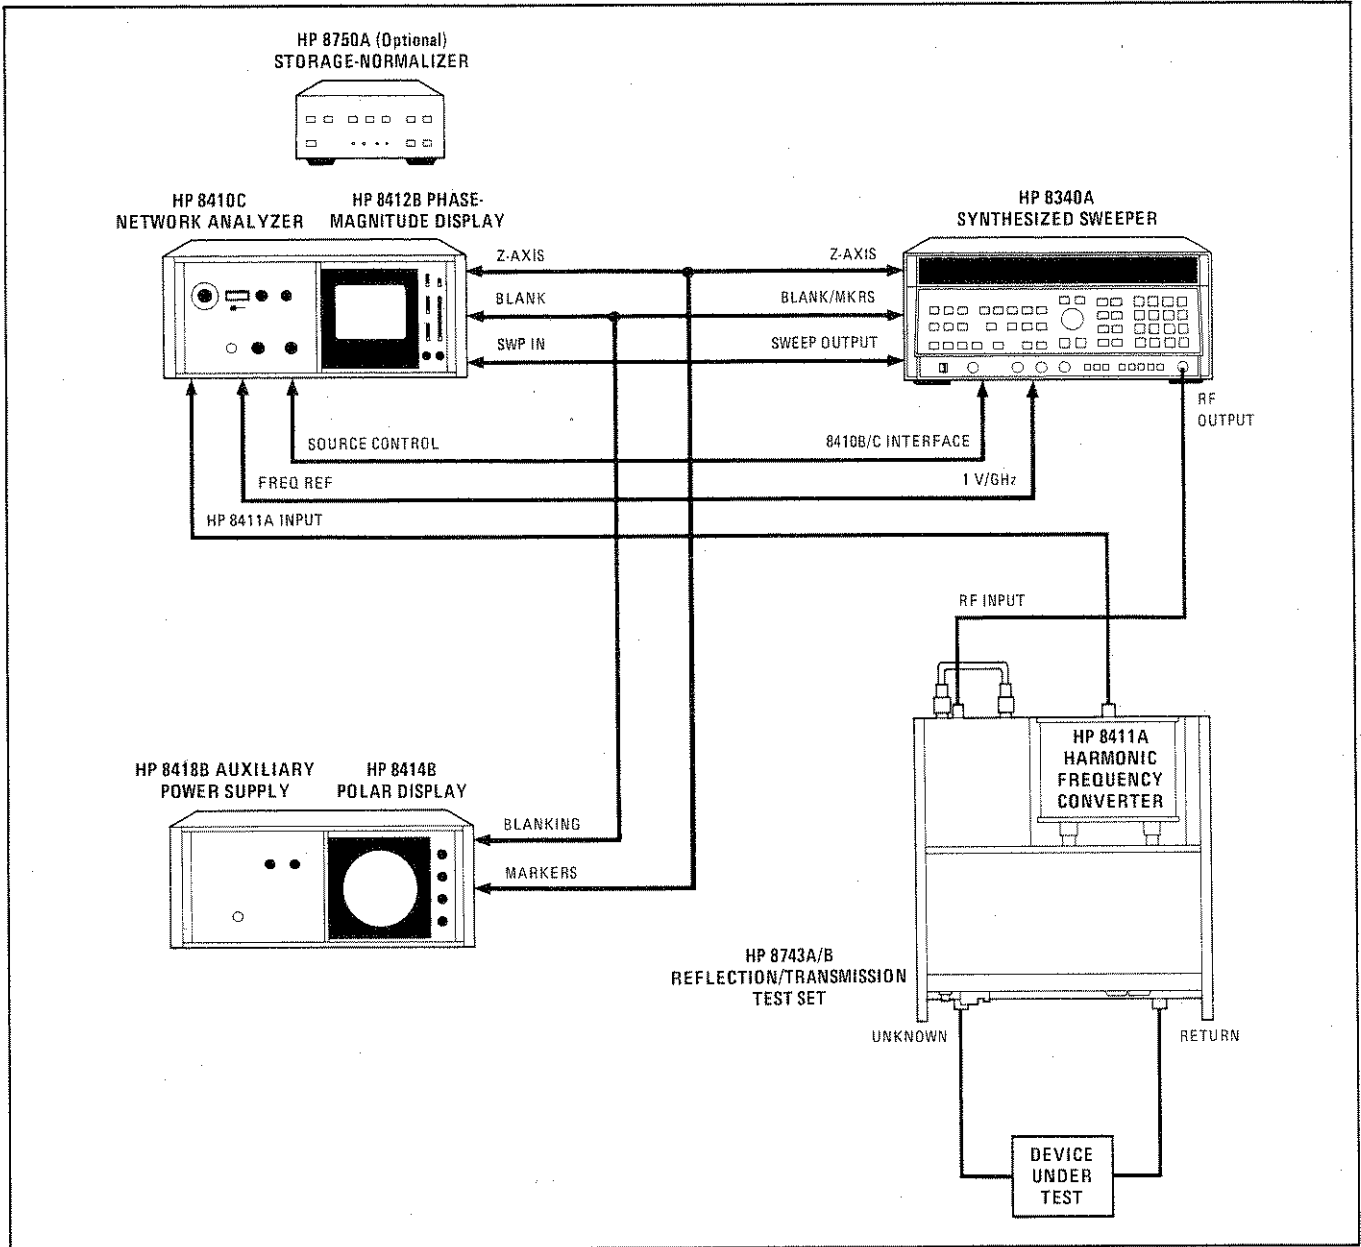 HP 8750A (Optional)
STORAGE-NORMALIZER
HP 8410C
NETWORK ANALYZER
HP 8412B PHASE-
MAGNITUDE DISPLAY
HP 8340A
SYNTHESIZED SWEEPER
Z-AXIS
Z-AXIS
BLANK
BLANK/MKRS
SWP IN
SWEEP OUTPUT
RF
OUTPUT
SOURCE CONTROL
8410B/C INTERFACE
FREQ REF
1 V/GHz
HP 8411A INPUT
RF INPUT
HP 8411A
HARMONIC
FREQUENCY
CONVERTER
HP 8418B AUXILIARY
POWER SUPPLY
HP 8414B
POLAR DISPLAY
BLANKING
MARKERS
HP 8743A/B
REFLECTION/TRANSMISSION
TEST SET
UNKNOWN
RETURN
DEVICE
UNDER
TEST